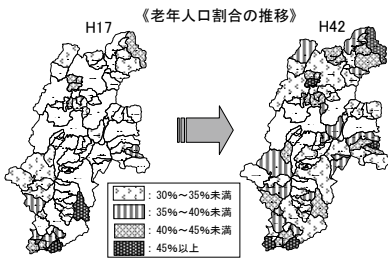 《老年人口割合の推移》
H17
H42
: 30%～35%未満
: 35%～40%未満
: 40%～45%未満
: 45%以上